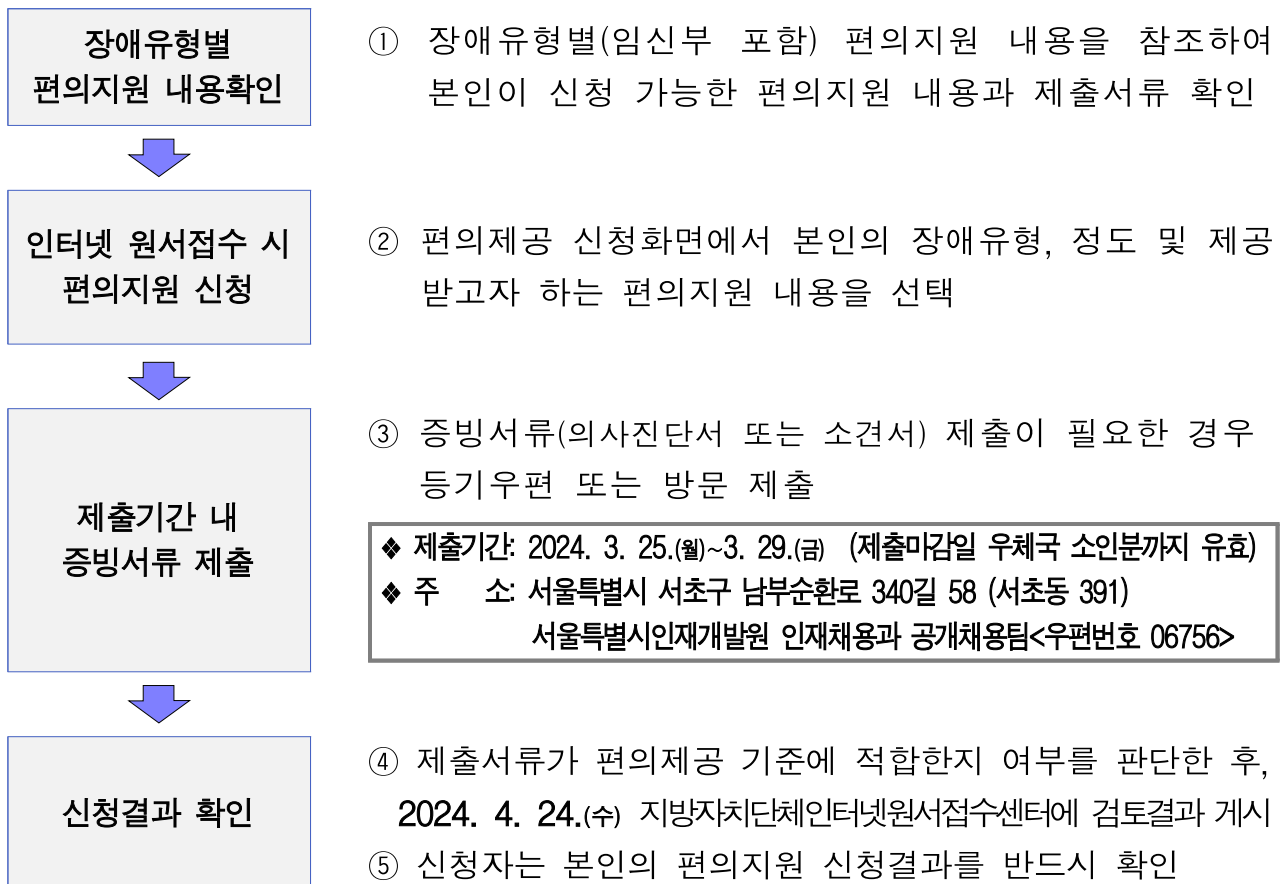 장애유형별
편의지원 내용확인
① 장애유형별(임신부 포함) 편의지원 내용을 참조하여
본인이 신청 가능한 편의지원 내용과 제출서류 확인
인터넷 원서접수 시
편의지원 신청
② 편의제공 신청화면에서 본인의 장애유형, 정도 및 제공
받고자 하는 편의지원 내용을 선택
제출기간 내
증빙서류 제출
③ 증빙서류(의사진단서 또는 소견서) 제출이 필요한 경우
등기우편 또는 방문 제출
❖ 제출기간: 2024. 3. 25.(월)~3. 29.(금) (제출마감일 우체국 소인분까지 유효)
❖ 주 소: 서울특별시 서초구 남부순환로 340길 58 (서초동 391)
서울특별시인재개발원 인재채용과 공개채용팀<우편번호 06756>
신청결과 확인
④ 제출서류가 편의제공 기준에 적합한지 여부를 판단한 후,
2024. 4. 24.(수) 지방자치단체인터넷원서접수센터에 검토결과 게시
⑤ 신청자는 본인의 편의지원 신청결과를 반드시 확인